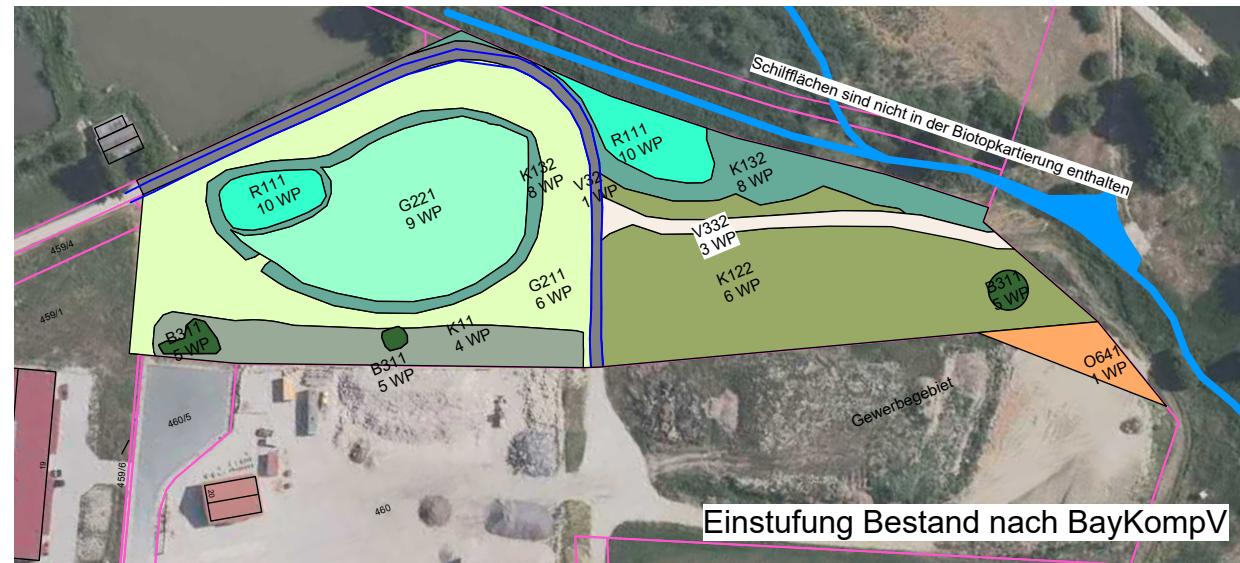 Schilfflächen sind nicht in der Biotopkartierung enthalten
R111
10 WP
K132
8 WP
R111
10 WP
G221
9 WP
K132
8 WP
V32
1 WP
V332
3 WP
459/4
G211
6 WP
K122
6 WP
B311
5 WP
459/1
B311
5 WP
K11
4 WP
B311
5 WP
O641
1 WP
Gewerbegebiet
460/5
459/6
19
20
460
Einstufung Bestand nach BayKompV